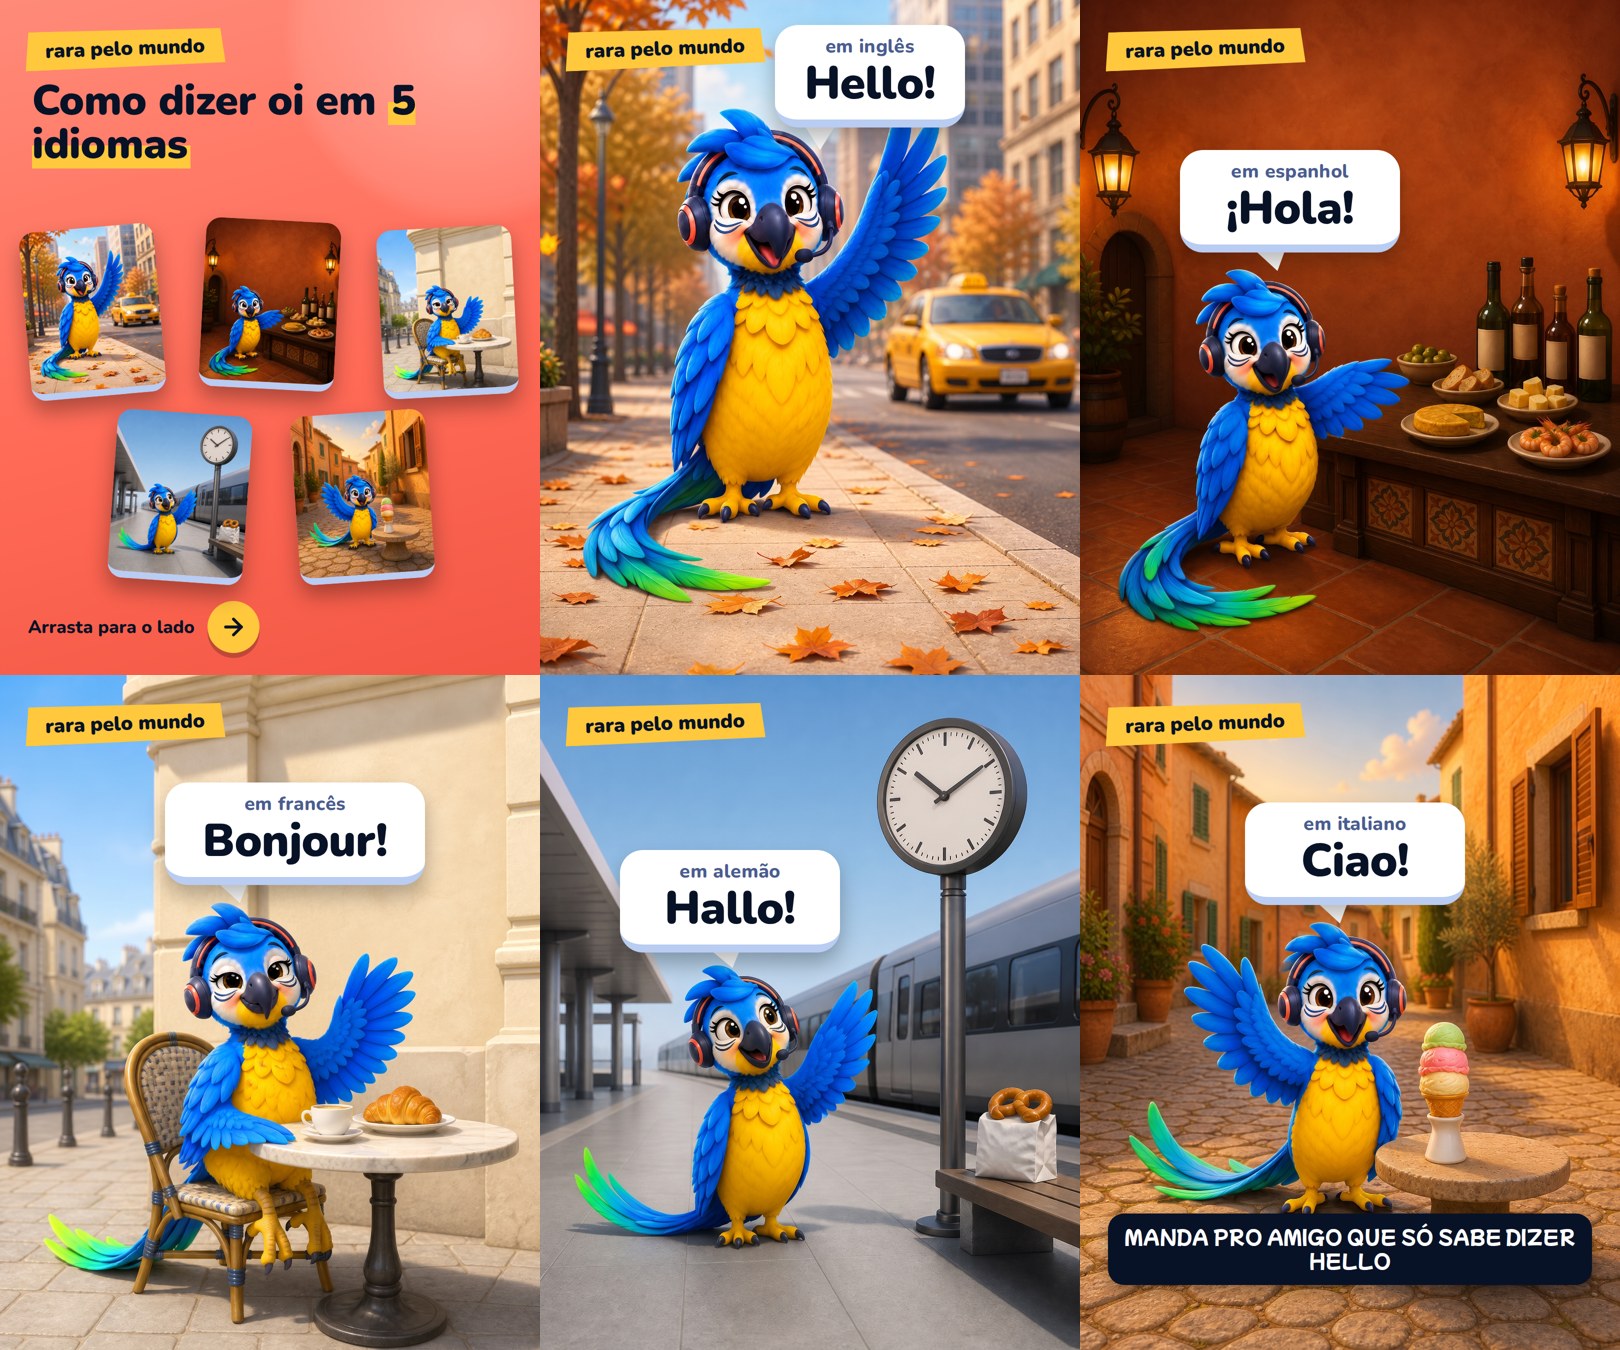 rara pelo mundo
Como dizer oi em 5
idiomas
Arrasta para o lado
rara pelo mundo
em inglês
Hello!
rara pelo mundo
em espanhol
¡Hola!
rara pelo mundo
em francês
Bonjour!
rara pelo mundo
em alemão
Hallo!
rara pelo mundo
em italiano
Ciao!
MANDA PRO AMIGO QUE SÓ SABE DIZER
HELLO